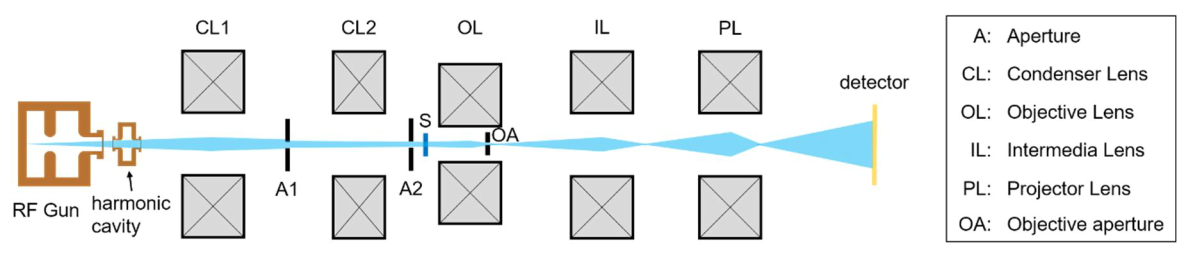 CL1
CL2
OL
IL
PL
detector
S
OA
A1
A2
RF Gun
harmonic
cavity
A: Aperture
CL: Condenser Lens
OL: Objective Lens
IL: Intermedia Lens
PL: Projector Lens
OA: Objective aperture